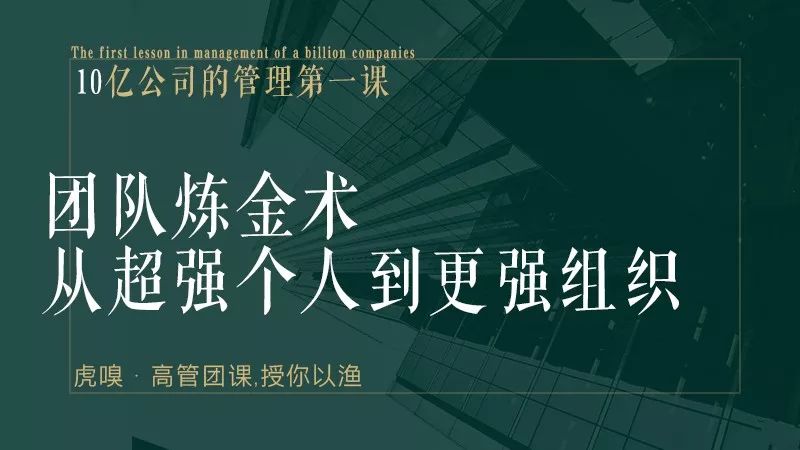 The first lesson in management of a billion companies
10亿公司的管理第一课
团队炼金术
从超强个人到更强组织
虎嗅 · 高管团课,授你以渔